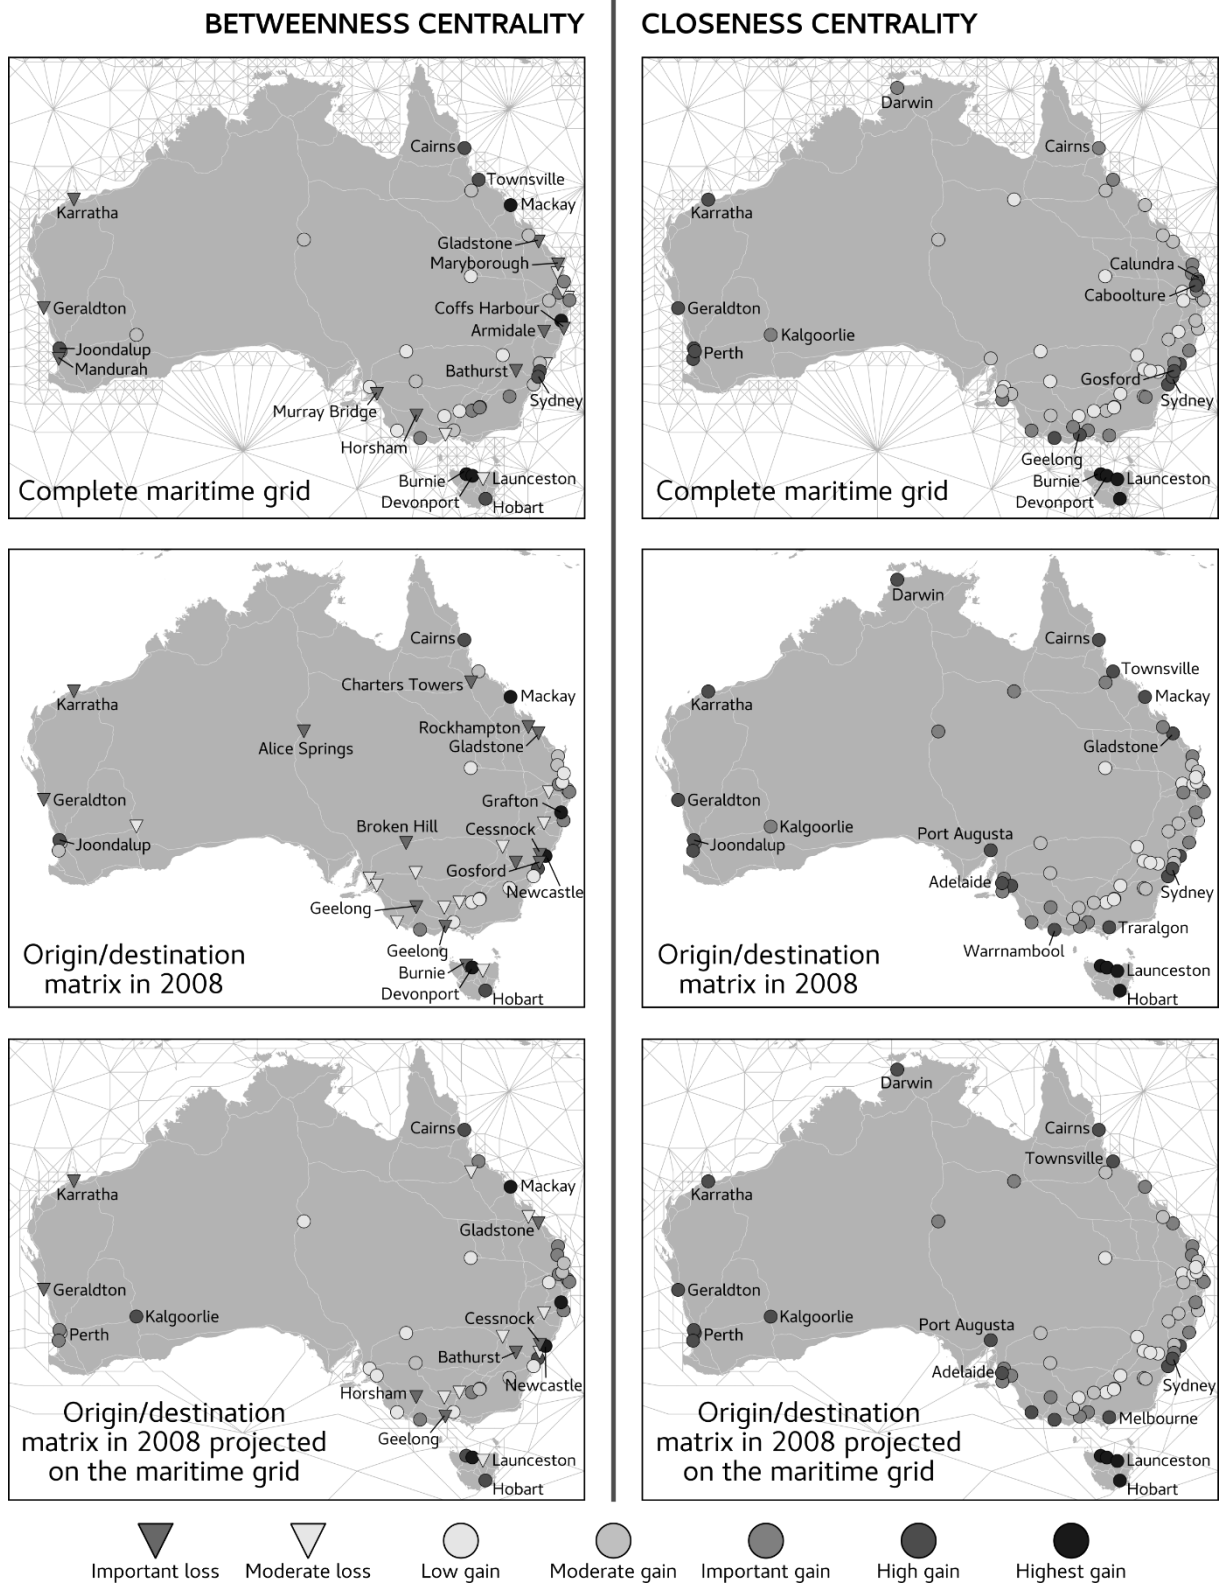 BETWEENNESS CENTRALITY
CLOSENESS CENTRALITY
Cairns
Townsville
Mackay
Karratha
Gladstone
Maryborough
Geraldton
Coffs Harbour
Armidale
Joondalup
Mandurah
Bathurst
Sydney
Murray Bridge
Horsham
Burnie
Launceston
Devonport
Hobart
Complete maritime grid
Darwin
Cairns
Karratha
Calundra
Caboolture
Geraldton
Kalgoorlie
Perth
Gosford
Sydney
Geelong
Burnie
Launceston
Devonport
Complete maritime grid
Cairns
Charters Towers
Mackay
Karratha
Rockhampton
Gladstone
Alice Springs
Geraldton
Grafton
Broken Hill
Cessnock
Joondalup
Gosford
Newcastle
Geelong
Geelong
Burnie
Devonport
Hobart
Origin/destination
matrix in 2008
Darwin
Cairns
Townsville
Mackay
Karratha
Gladstone
Geraldton
Kalgoorlie
Port Augusta
Joondalup
Adelaide
Sydney
Traralgon
Warrnambool
Launceston
Hobart
Origin/destination
matrix in 2008
Cairns
Mackay
Karratha
Gladstone
Geraldton
Kalgoorlie
Cessnock
Perth
Bathurst
Newcastle
Horsham
Geelong
Launceston
Hobart
Origin/destination
matrix in 2008 projected
on the maritime grid
Darwin
Cairns
Townsville
Karratha
Geraldton
Kalgoorlie
Port Augusta
Perth
Adelaide
Sydney
Melbourne
Launceston
Hobart
Origin/destination
matrix in 2008 projected
on the maritime grid
Important loss
Moderate loss
Low gain
Moderate gain
Important gain
High gain
Highest gain